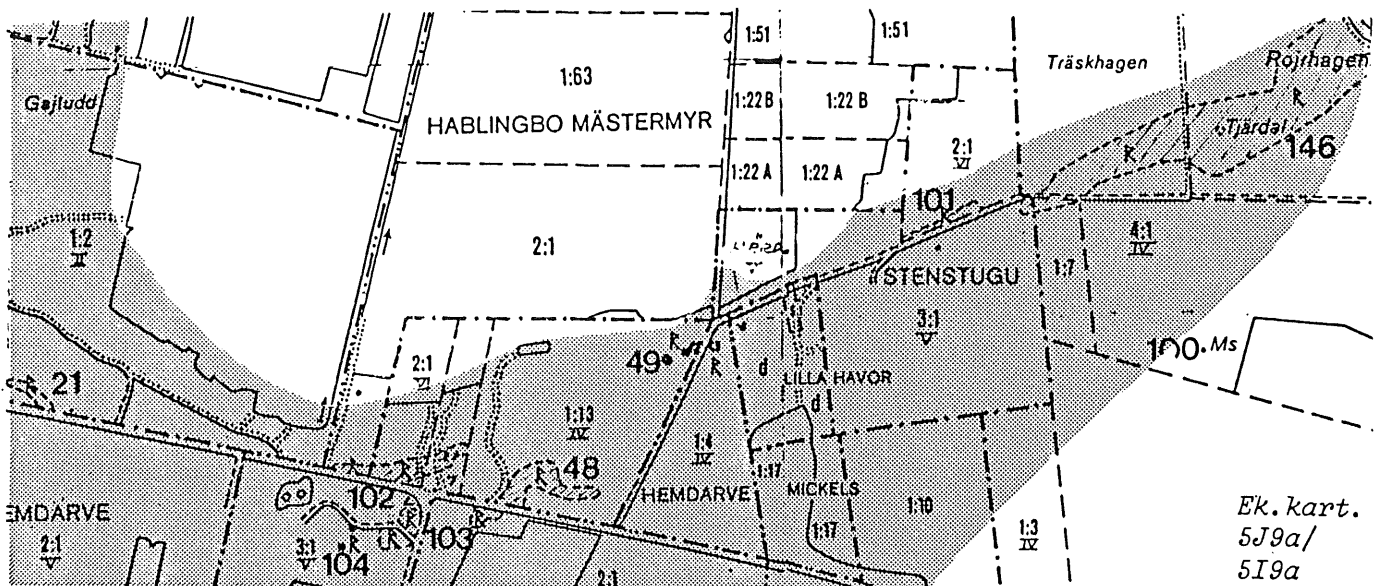 1:51
1:51
Träskhagen
Rojrhagen
1:63
Gajludd
1:22 B
1:22 B
R
HABLINGBO MÄSTERMYR
Tjärdal
2:1
VI
R
146
1:22 A
1:22 A
101
1:2
II
2:1
4:1
IV
STENSTUGU
1:7
3:1
V
100
Ms
R
49
2:1
VI
R
d
LILLA HAVOR
d
R
21
1:13
IV
1:4
IV
48
R
R
1:17
MICKELS
1:10
102
HEMDARVE
EMDARVE
R
R
103
1:17
1:3
IV
Ek.kart.
2:1
V
3:1
V
R
104
R
5J9a/
2:1
5I9a